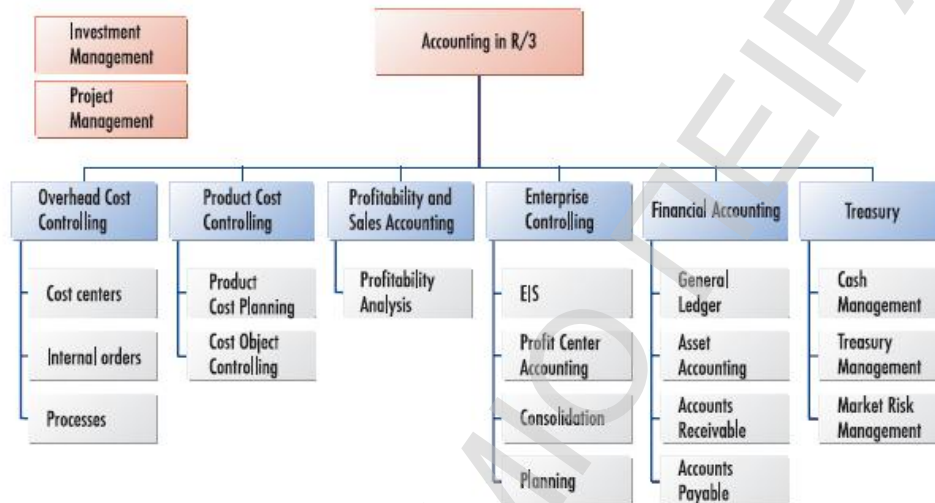 Investment
Management
Accounting in R/3
Project
Management
Overhead Cost
Controlling
Product Cost
Controlling
Profitability and
Sales Accounting
Enterprise
Controlling
Financial Accounting
Treasury
Cost centers
Internal orders
Processes
Product
Cost Planning
Cost Object
Controlling
Profitability
Analysis
EIS
Profit Center
Accounting
Consolidation
Planning
General
Ledger
Asset
Accounting
Accounts
Receivable
Accounts
Payable
Cash
Management
Treasury
Management
Market Risk
Management